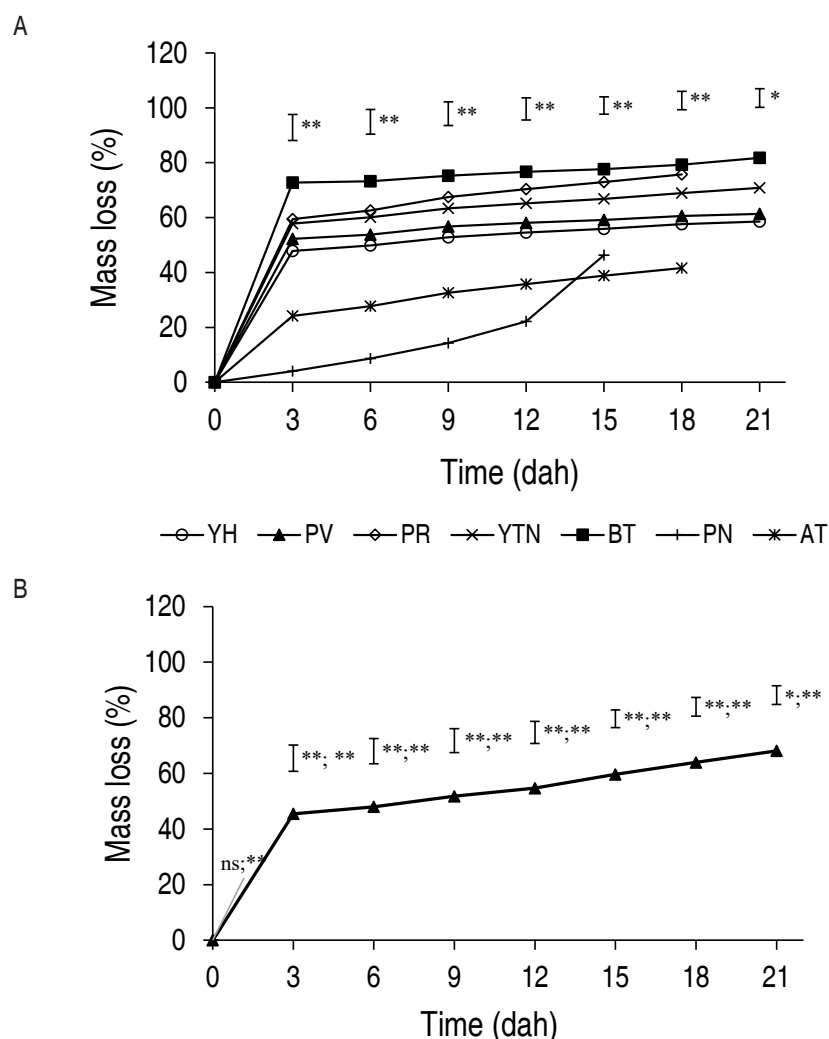 A
120
100
80
60
40
20
0
** ** ** ** ** ** *
0 3 6 9 12 15 18 21
Mass loss (%)
Time (dah)
YH PV PR YTN BT PN AT
B
120
100
80
60
40
20
0
ns;** **; ** **;** **;** **;** **;** **;** *;**
0 3 6 9 12 15 18 21
Mass loss (%)
Time (dah)